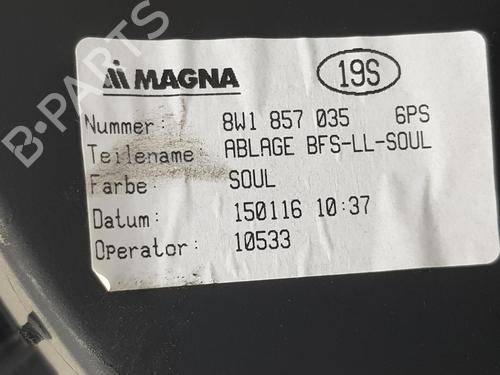 B-PARTS
MAGNA 19S
Nummer: 8W1 857 035 6PS
Teilename ABLAGE BFS-LL-SOUL
Farbe: SOUL
Datum: 150116 10:37
Operator: 10533